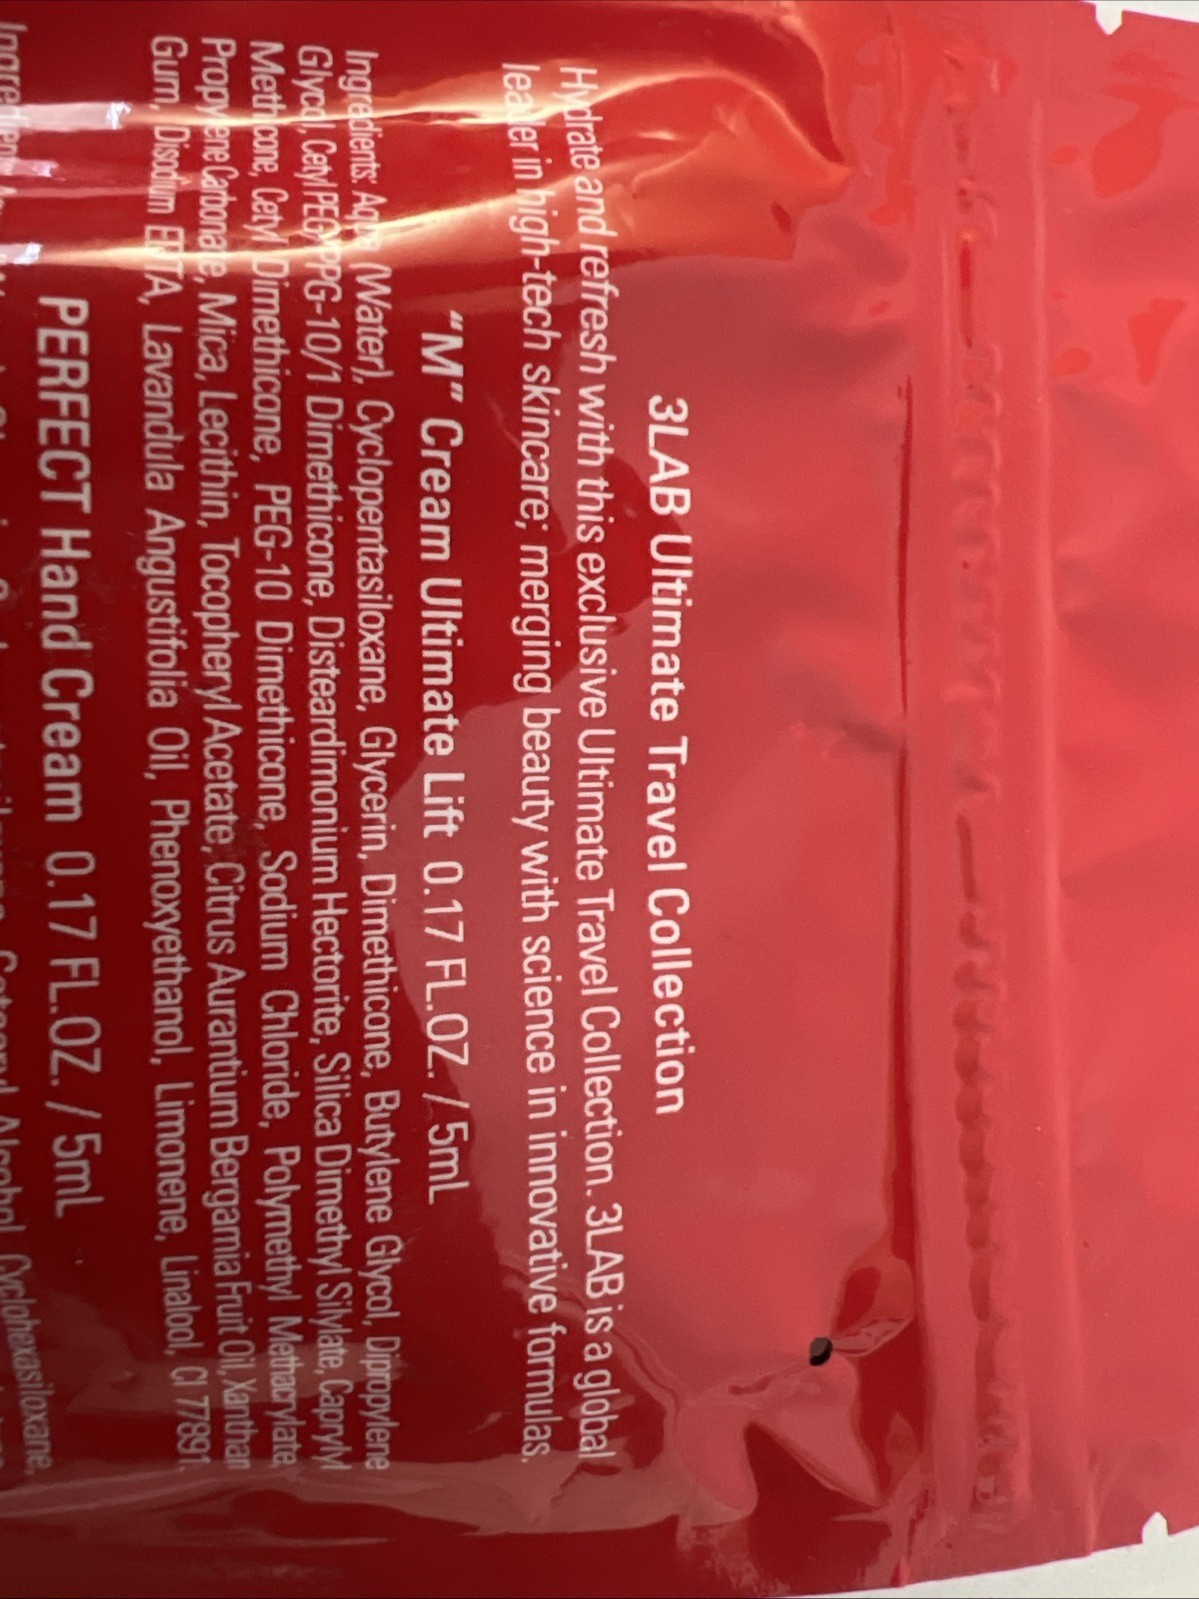 3LAB Ultimate Travel Collection
Hydrate and refresh with this exclusive Ultimate Travel Collection. 3LAB is a global
leader in high-tech skincare; merging beauty with science in innovative formulas.
"M" Cream Ultimate Lift 0.17 FL.OZ. / 5mL
Ingredients: Aqua (Water), Cyclopentasiloxane, Glycerin, Dimethicone, Butylene Glycol, Dipropylene
Glycol, Cetyl PEG/PPG-10/1 Dimethicone, Disteardimonium Hectorite, Silica Dimethyl Silylate, Caprylyl
Methicone, Cetyl Dimethicone, PEG-10 Dimethicone, Sodium Chloride, Polymethyl Methacrylate,
Propylene Carbonate, Mica, Lecithin, Tocopheryl Acetate, Citrus Aurantium Bergamia Fruit Oil, Xanthan
Gum, Disodium EDTA, Lavandula Angustifolia Oil, Phenoxyethanol, Limonene, Linalool, CI 77891.
PERFECT Hand Cream 0.17 FL.OZ. / 5mL
Alcohol, Cyclohexasiloxane,